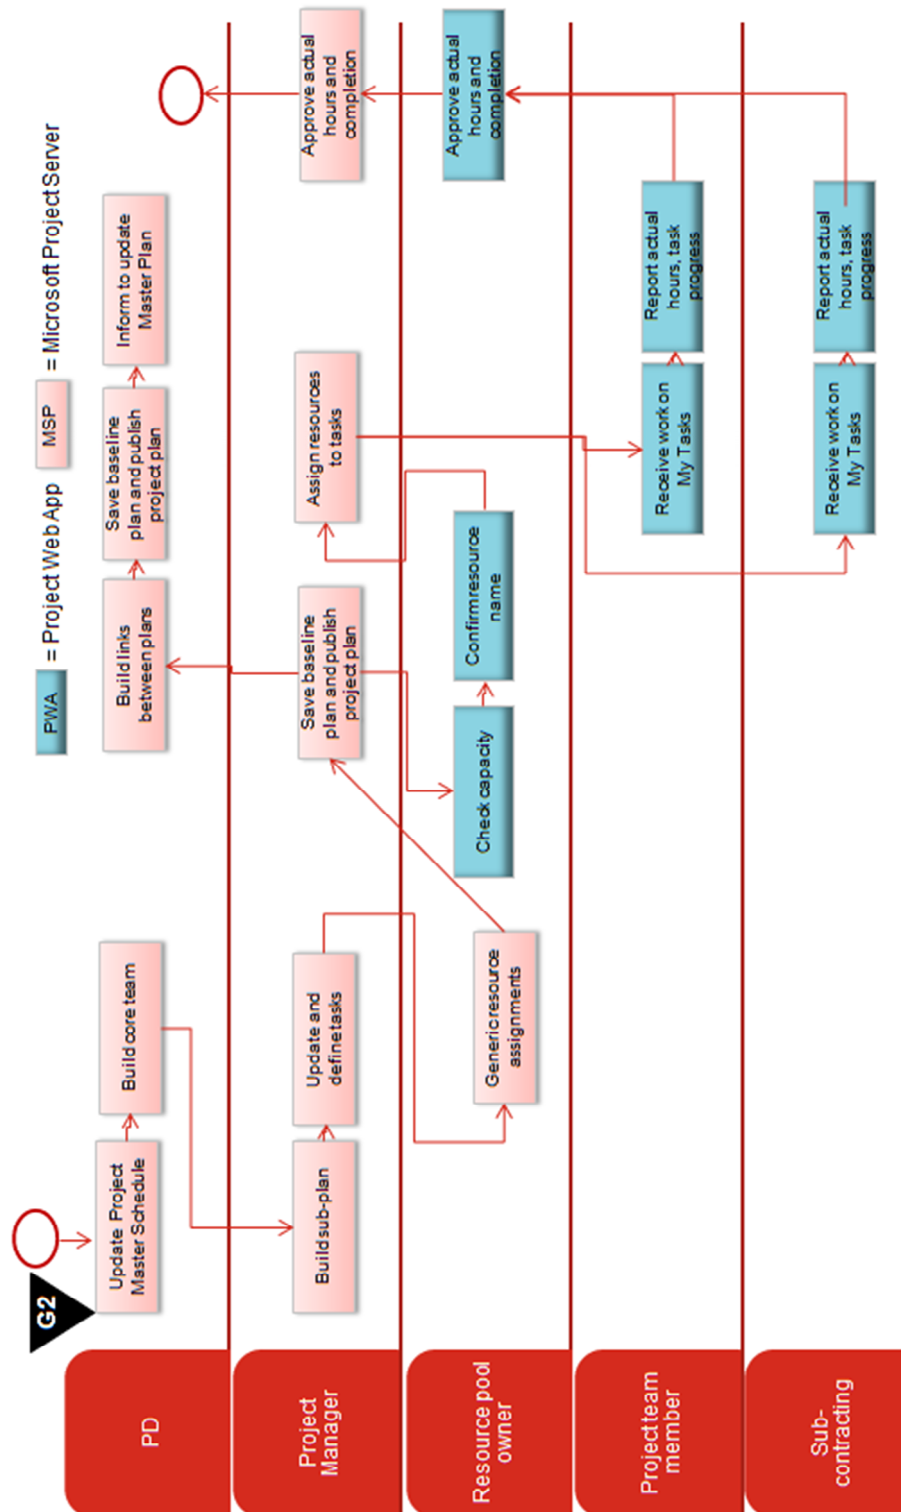 PWA
= Project Web App
MSP
= Microsoft Project Server
G2
PD
Update Project
Master Schedule
Build core team
Build links
between plans
Save baseline
plan and publish
project plan
Inform to update
Master Plan
Project
Manager
Build sub-plan
Update and
define tasks
Save baseline
plan and publish
project plan
Assign resources
to tasks
Approve actual
hours and
completion
Resource pool
owner
Generic resource
assignments
Check capacity
Confirm resource
name
Approve actual
hours and
completion
Project team
member
Receive work on
My Tasks
Report actual
hours, task
progress
Sub-
contracting
Receive work on
My Tasks
Report actual
hours, task
progress